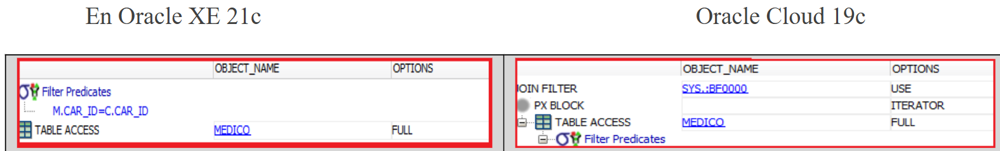 En Oracle XE 21c
Oracle Cloud 19c
OBJECT_NAME OPTIONS
Filter Predicates
M.CAR_ID=C.CAR_ID
TABLE ACCESS MEDICO FULL
OBJECT_NAME OPTIONS
JOIN FILTER SYS.:BF0000 USE
PX BLOCK ITERATOR
TABLE ACCESS MEDICO FULL
Filter Predicates